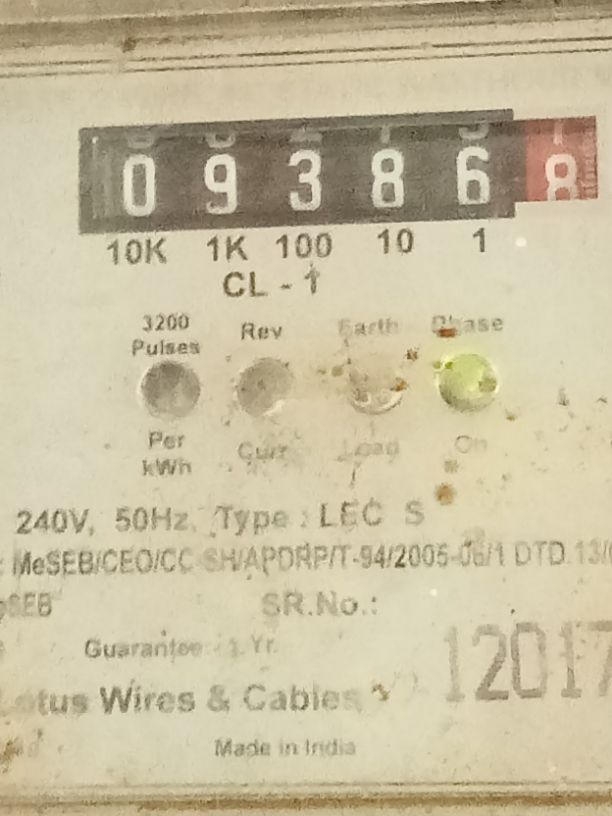 0 9 3 8 6 8
10K 1K 100 10 1
CL - 1
3200 Pulses Rev Earth Phase
Per kWh Curr Load On
240V, 50Hz, Type : LEC S
: MeSEB/CEO/CC-SH/APDRP/T-94/2005-06/1 DTD.13/
SEB SR.No.:
Guarantee : 1 Yr. 12017
Lotus Wires & Cables
Made in India